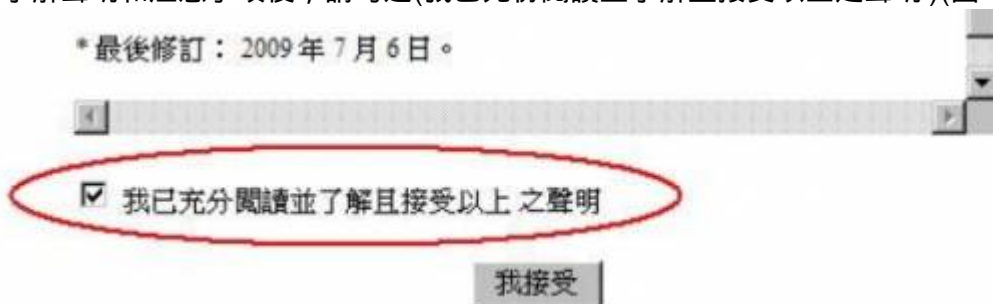 *最後修訂： 2009 年 7 月 6 日。
我已充分閱讀並了解且接受以上 之聲明
我接受